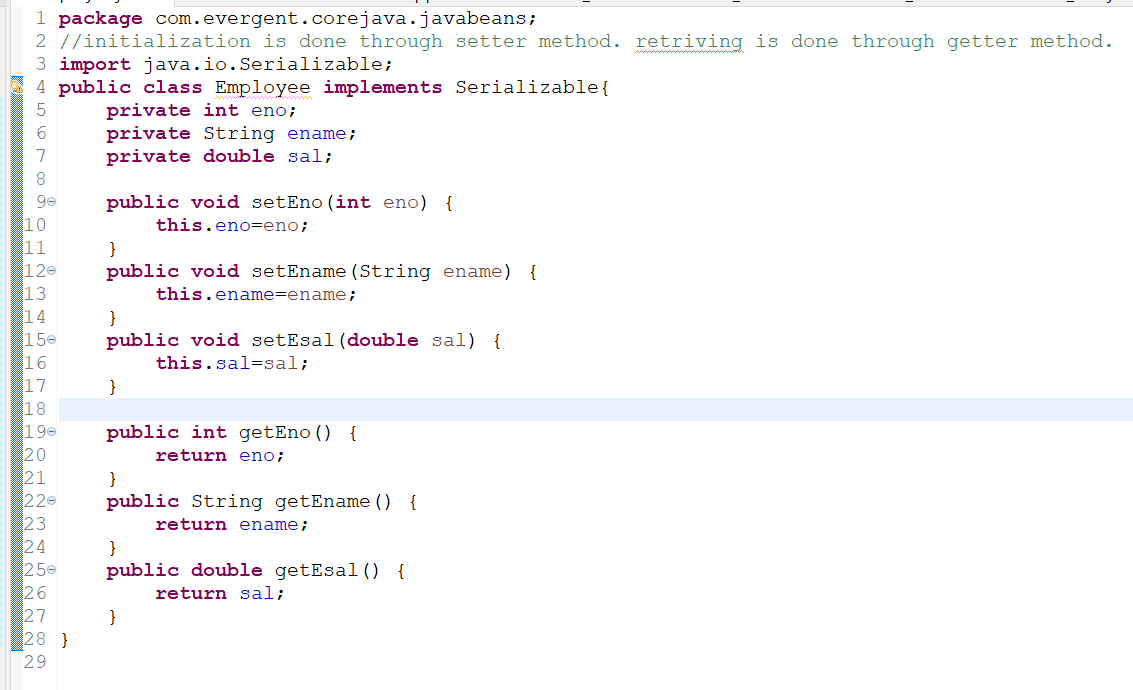 1 package com.evergent.corejava.javabeans;
2 //initialization is done through setter method. retriving is done through getter method.
3 import java.io.Serializable;
4 public class Employee implements Serializable{
5     private int eno;
6     private String ename;
7     private double sal;
8
9     public void setEno(int eno) {
10         this.eno=eno;
11     }
12     public void setEname(String ename) {
13         this.ename=ename;
14     }
15     public void setEsal(double sal) {
16         this.sal=sal;
17     }
18
19     public int getEno() {
20         return eno;
21     }
22     public String getEname() {
23         return ename;
24     }
25     public double getEsal() {
26         return sal;
27     }
28 }
29